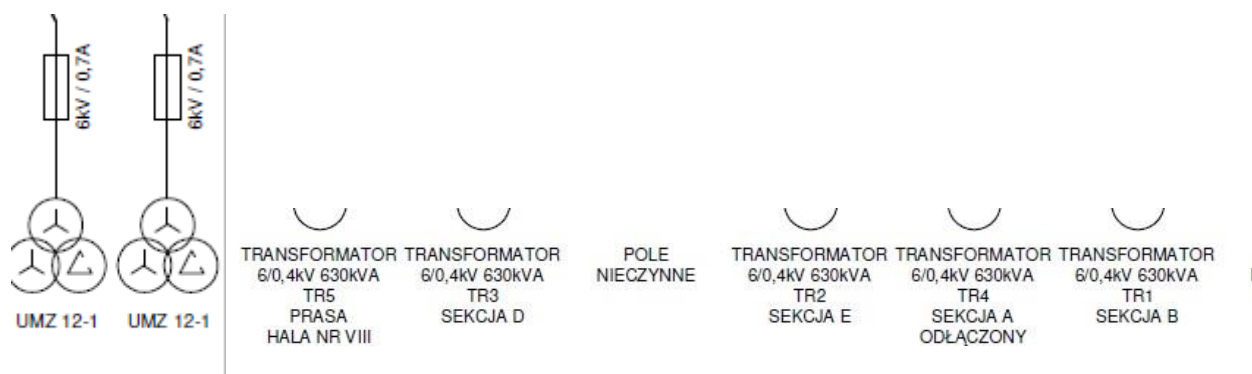 6kV / 0,7A
6kV / 0,7A
UMZ 12-1
UMZ 12-1
TRANSFORMATOR
6/0,4kV 630kVA
TR5
PRASA
HALA NR VIII
TRANSFORMATOR
6/0,4kV 630kVA
TR3
SEKCJA D
POLE
NIECZYNNE
TRANSFORMATOR
6/0,4kV 630kVA
TR2
SEKCJA E
TRANSFORMATOR
6/0,4kV 630kVA
TR4
SEKCJA A
ODŁĄCZONY
TRANSFORMATOR
6/0,4kV 630kVA
TR1
SEKCJA B